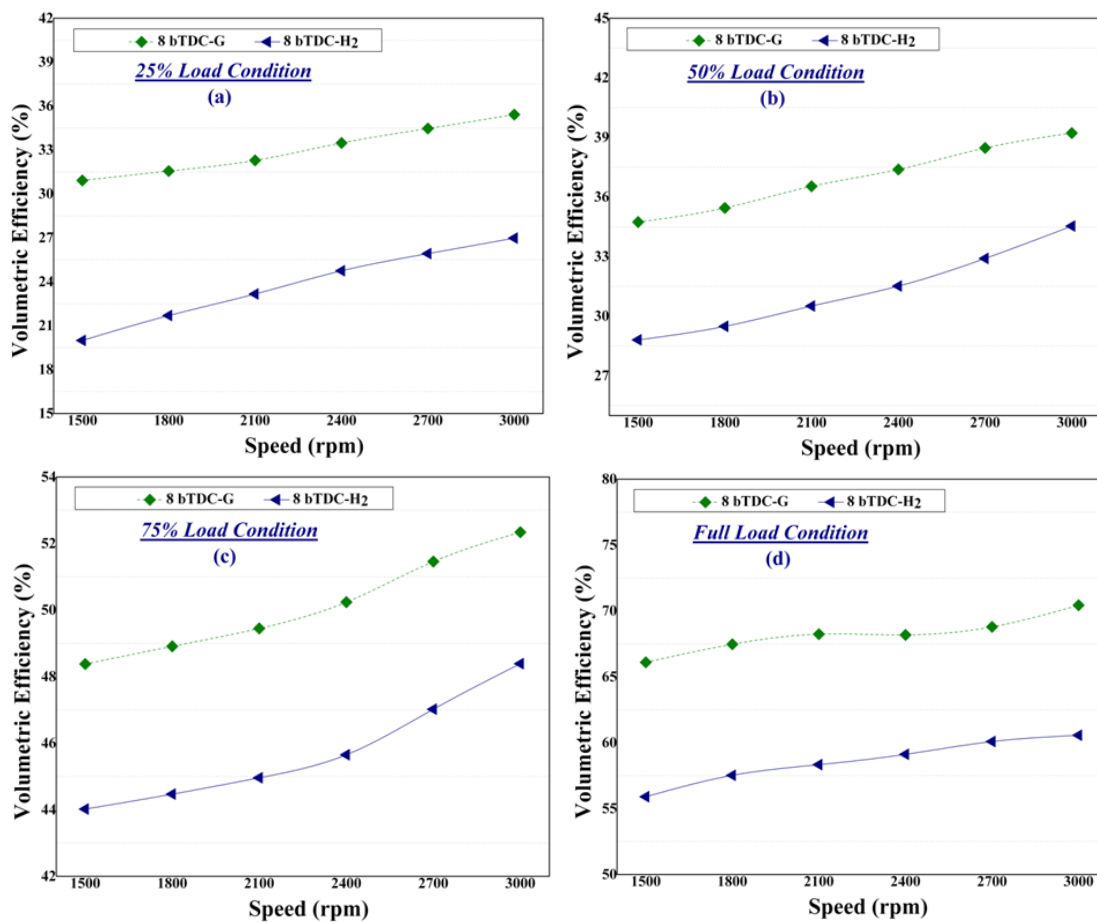 8 bTDC-G 8 bTDC-H2
25% Load Condition
(a)
Volumetric Efficiency (%)
42
39
36
33
30
27
24
21
18
15
1500 1800 2100 2400 2700 3000
Speed (rpm)
8 bTDC-G 8 bTDC-H2
50% Load Condition
(b)
Volumetric Efficiency (%)
45
42
39
36
33
30
27
1500 1800 2100 2400 2700 3000
Speed (rpm)
8 bTDC-G 8 bTDC-H2
75% Load Condition
(c)
Volumetric Efficiency (%)
54
52
50
48
46
44
42
1500 1800 2100 2400 2700 3000
Speed (rpm)
8 bTDC-G 8 bTDC-H2
Full Load Condition
(d)
Volumetric Efficiency (%)
80
75
70
65
60
55
50
1500 1800 2100 2400 2700 3000
Speed (rpm)